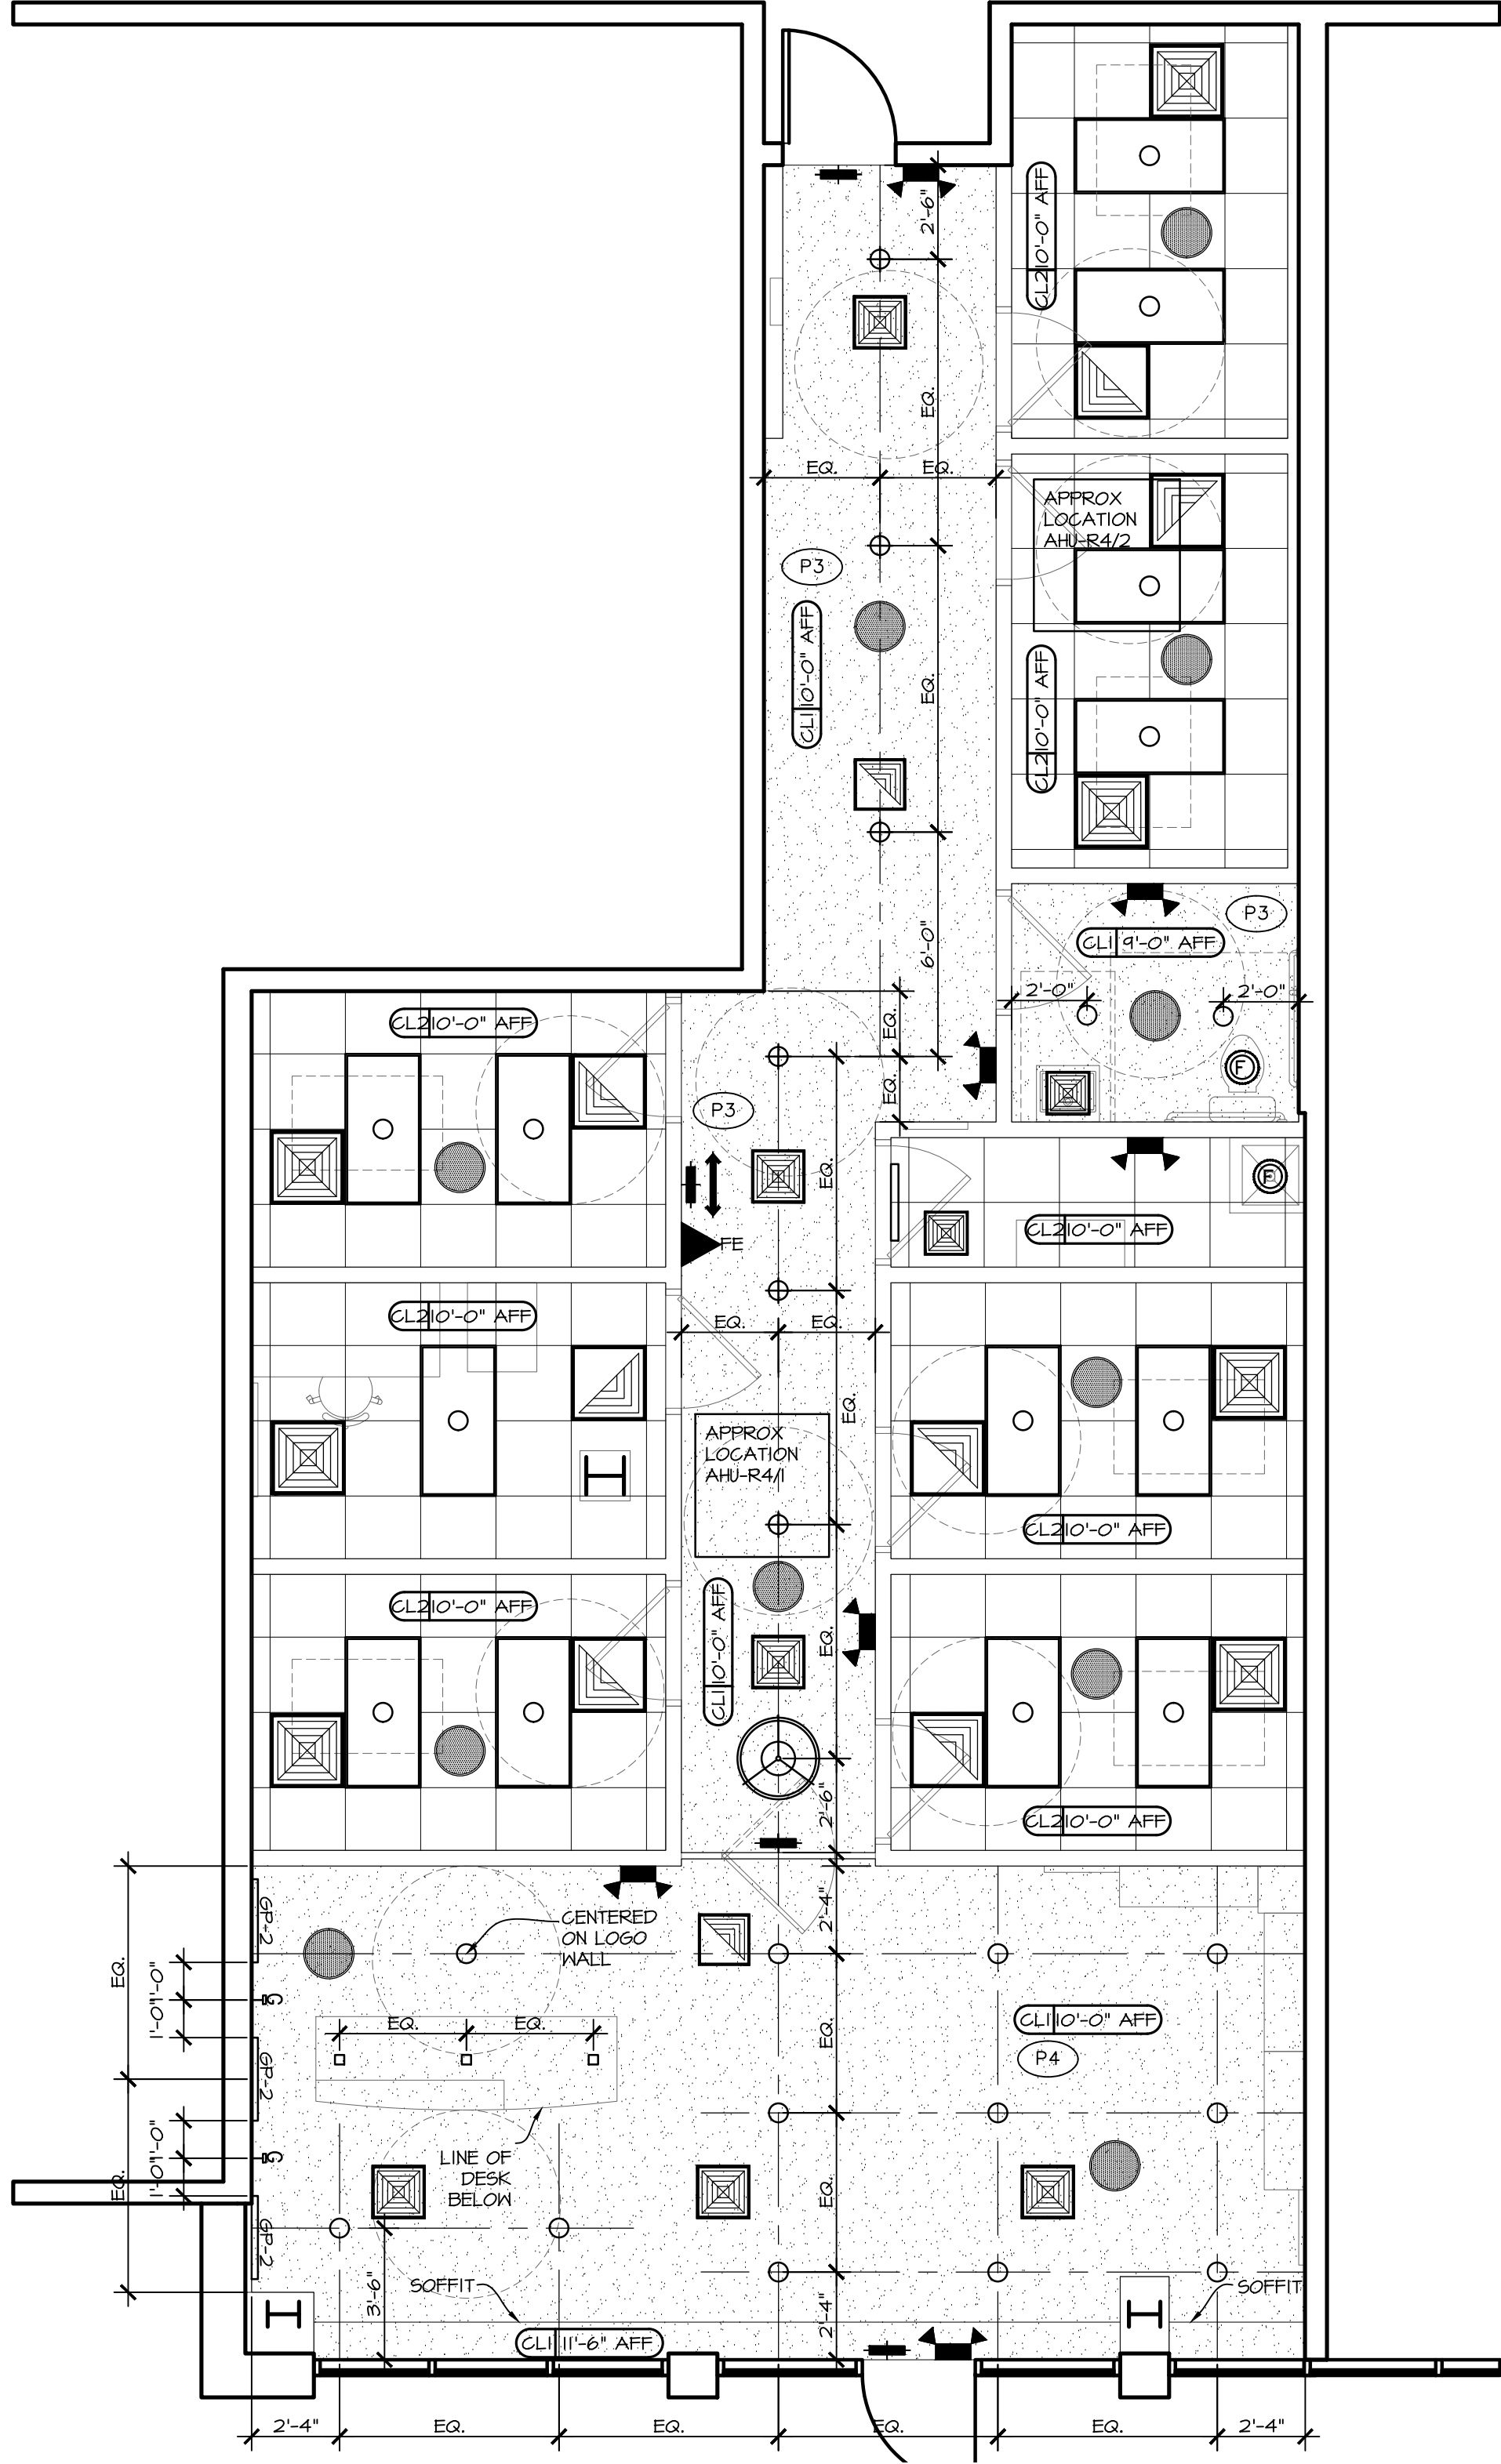 2'-6"
CL2 10'-0" AFF
EQ.
EQ.
EQ.
APPROX
LOCATION
AHU-R4/2
P3
CL1 10'-0" AFF
EQ.
CL2 10'-0" AFF
P3
CL1 9'-0" AFF
6'-0"
2'-0"
2'-0"
CL2 10'-0" AFF
EQ.
F
EQ.
P3
EQ.
F
FE
CL2 10'-0" AFF
CL2 10'-0" AFF
EQ.
EQ.
EQ.
APPROX
LOCATION
AHU-R4/1
CL2 10'-0" AFF
CL2 10'-0" AFF
CL1 10'-0" AFF
EQ.
2'-6"
CL2 10'-0" AFF
2'-4"
GP-2
CENTERED
ON LOGO
WALL
EQ.
1'-0"
1'-0"
G
CL1 10'-0" AFF
EQ.
EQ.
EQ.
P4
GP-2
1'-0"
1'-0"
G
LINE OF
DESK
BELOW
EQ.
EQ.
GP-2
3'-6"
SOFFIT
SOFFIT
2'-4"
CL1 11'-6" AFF
2'-4"
EQ.
EQ.
EQ.
EQ.
2'-4"